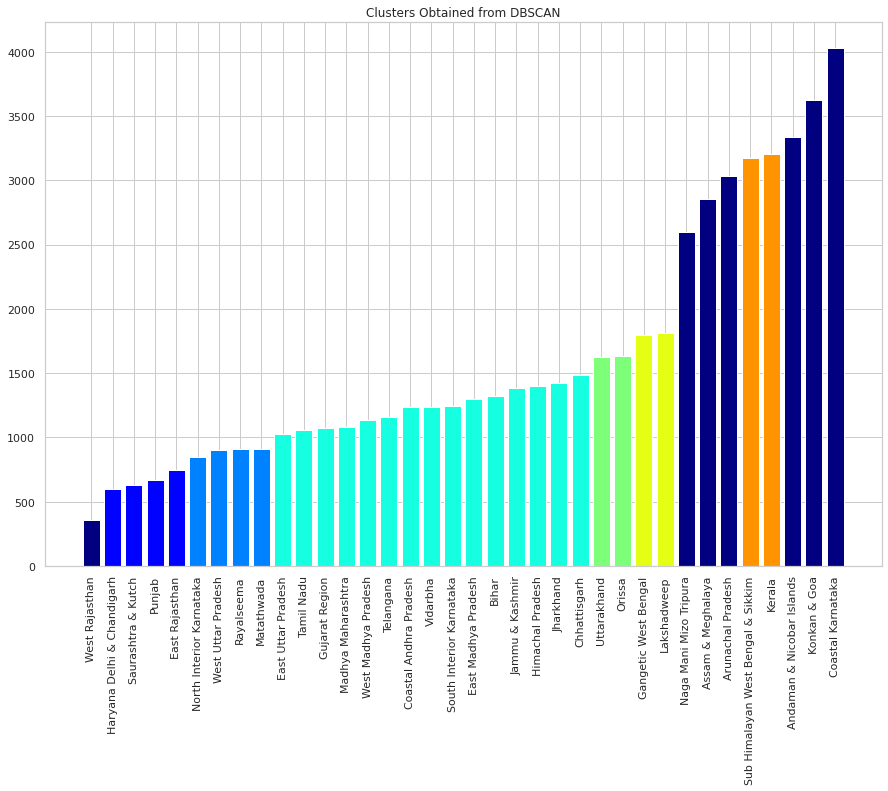 Clusters Obtained from DBSCAN
4000
3500
3000
2500
2000
1500
1000
500
0
West Rajasthan
Haryana Delhi & Chandigarh
Saurashtra & Kutch
Punjab
East Rajasthan
North Interior Karnataka
West Uttar Pradesh
Rayalseema
Matathwada
East Uttar Pradesh
Tamil Nadu
Gujarat Region
Madhya Maharashtra
West Madhya Pradesh
Telangana
Coastal Andhra Pradesh
Vidarbha
South Interior Karnataka
East Madhya Pradesh
Bihar
Jammu & Kashmir
Himachal Pradesh
Jharkhand
Chhattisgarh
Uttarakhand
Orissa
Gangetic West Bengal
Lakshadweep
Naga Mani Mizo Tripura
Assam & Meghalaya
Arunachal Pradesh
Sub Himalayan West Bengal & Sikkim
Kerala
Andaman & Nicobar Islands
Konkan & Goa
Coastal Karnataka